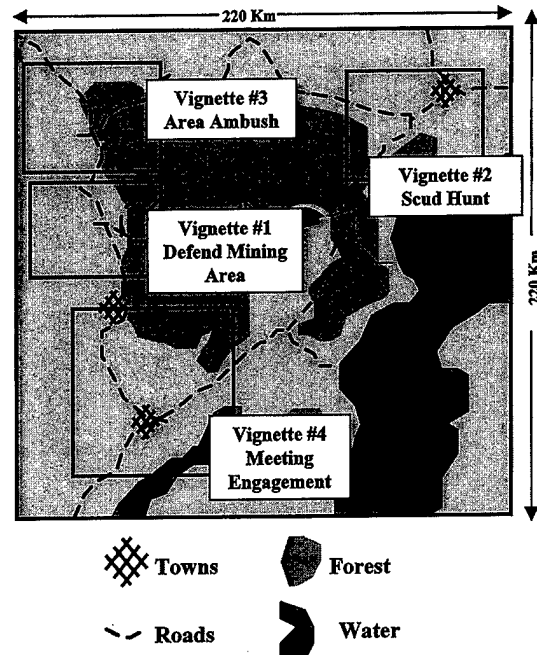 220 Km
Vignette #3
Area Ambush
Vignette #2
Scud Hunt
Vignette #1
Defend Mining
Area
220 Km
Vignette #4
Meeting
Engagement
Towns
Forest
Roads
Water